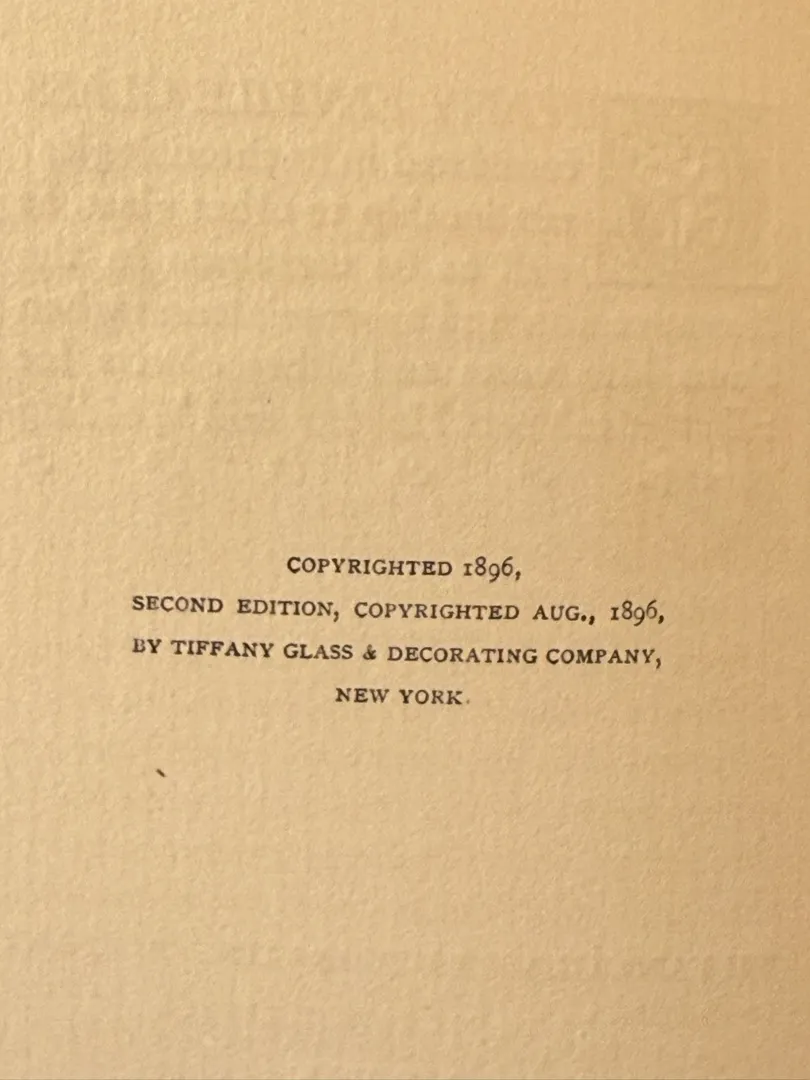 COPYRIGHTED 1896,
SECOND EDITION, COPYRIGHTED AUG., 1896,
BY TIFFANY GLASS & DECORATING COMPANY,
NEW YORK.